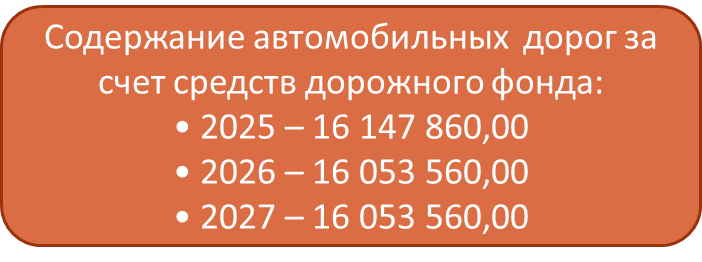 Содержание автомобильных дорог за
счет средств дорожного фонда:
• 2025 – 16 147 860,00
• 2026 – 16 053 560,00
• 2027 – 16 053 560,00